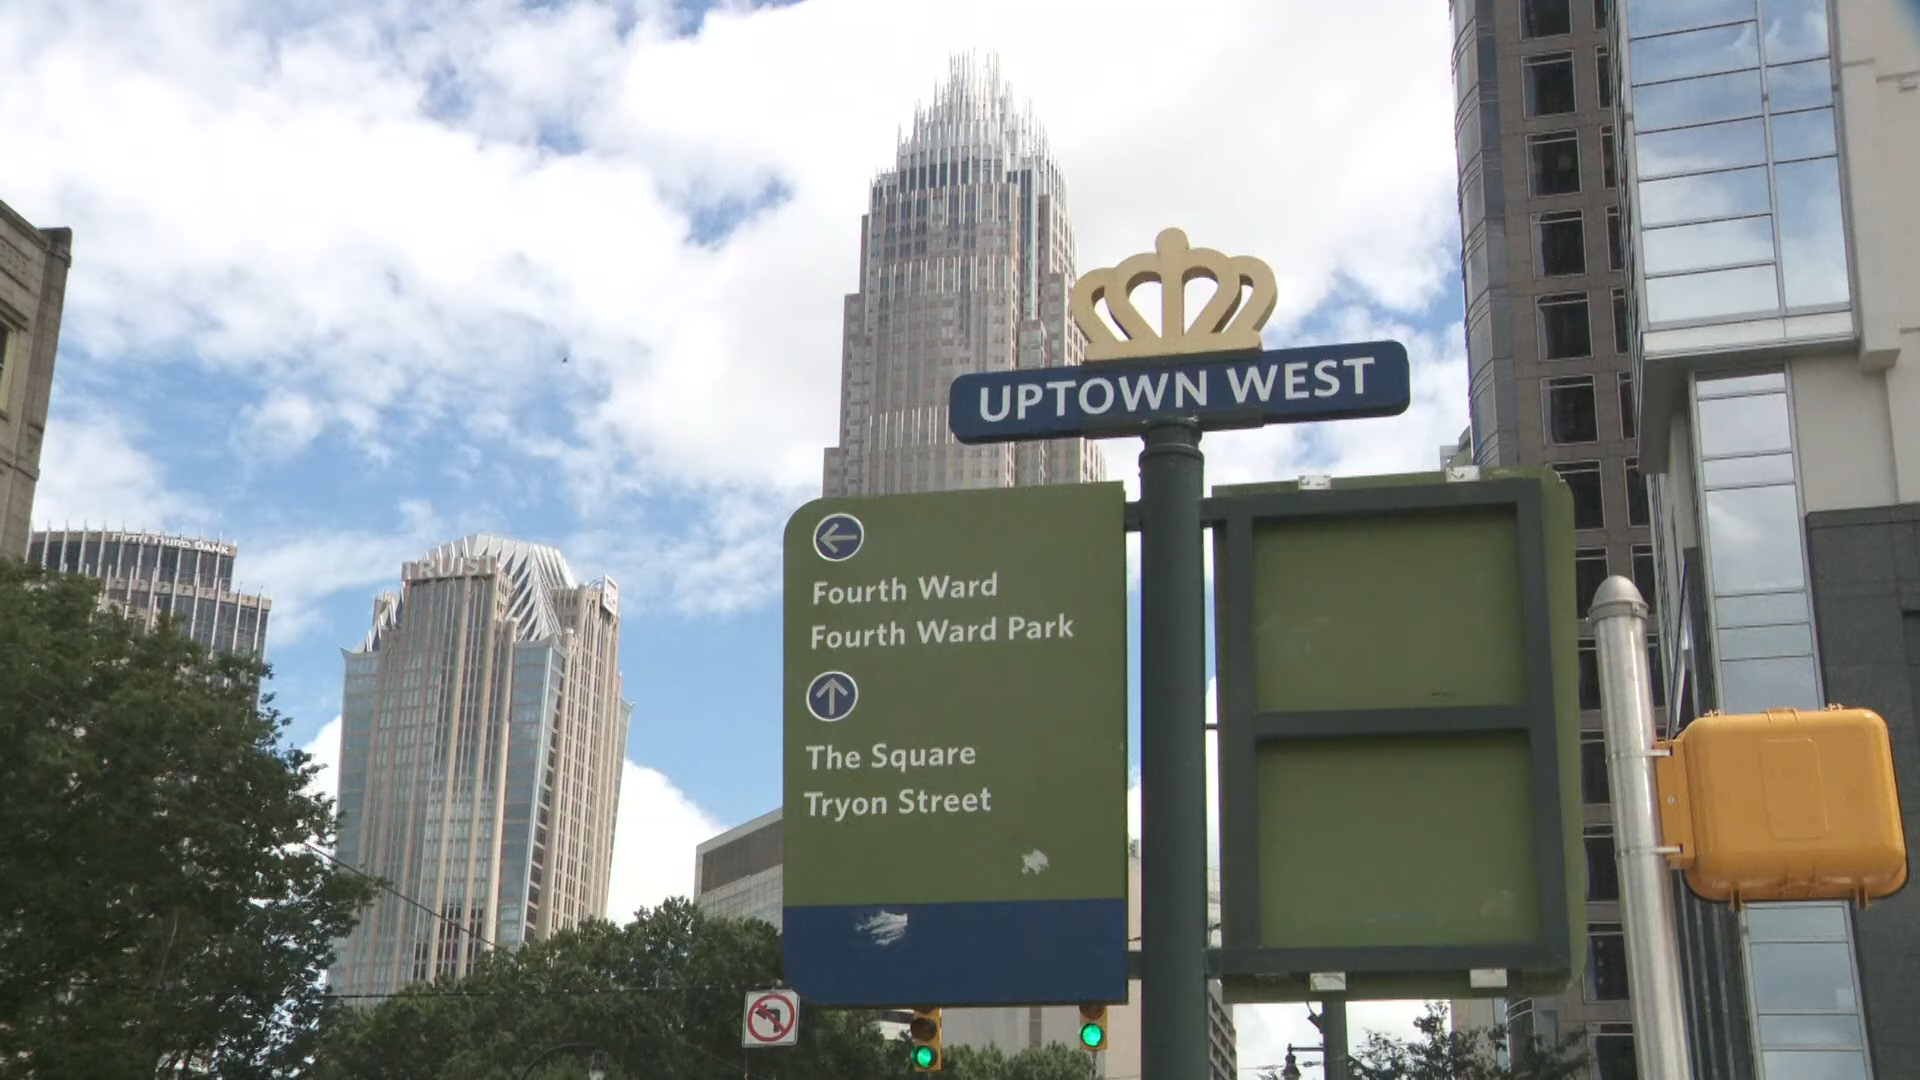 UPTOWN WEST
Fourth Ward
Fourth Ward Park
The Square
Tryon Street
FIFTH THIRD BANK
TRUIST